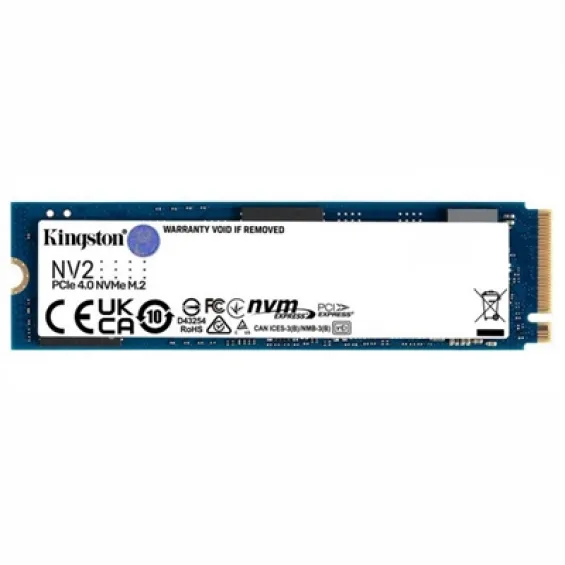 WARRANTY VOID IF REMOVED
Kingston
NV2
PCIe 4.0 NVMe M.2
CE UK CA 10 FC nvm EXPRESS PCI EXPRESS
D43254
RoHS
CAN ICES-3(B)/NMB-3(B)